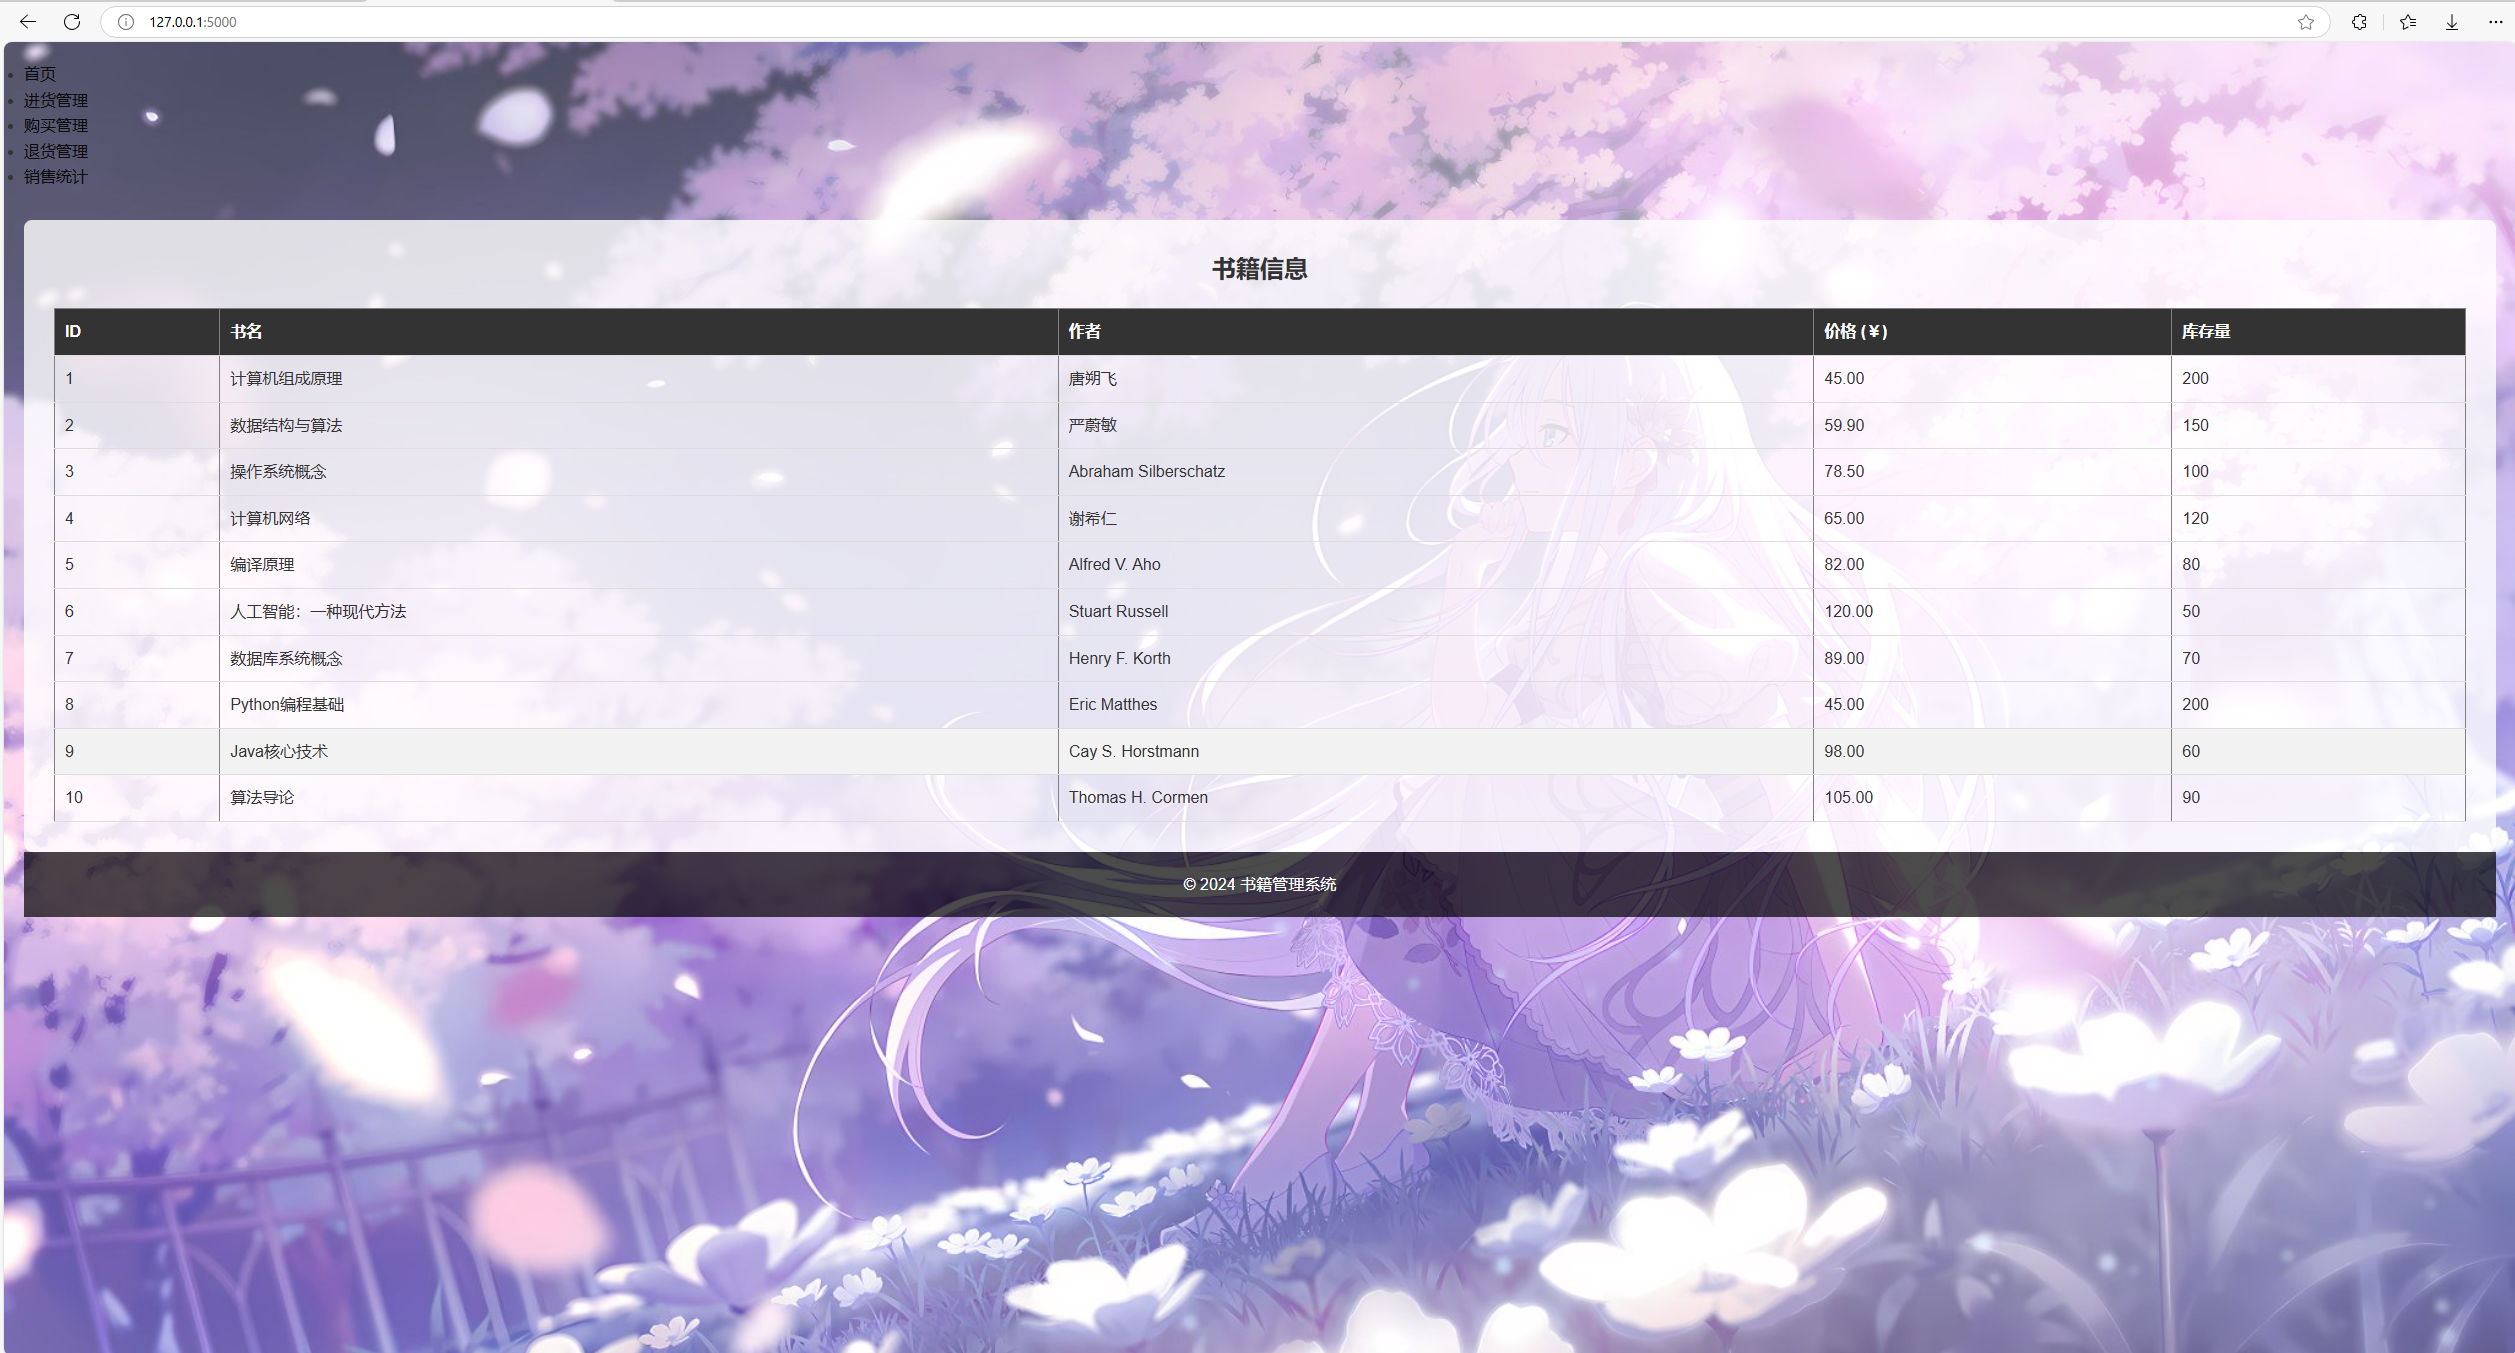 127.0.0.1:5000
首页
进货管理
购买管理
退货管理
销售统计
书籍信息
ID 书名 作者 价格 (￥) 库存量
1 计算机组成原理 唐朔飞 45.00 200
2 数据结构与算法 严蔚敏 59.90 150
3 操作系统概念 Abraham Silberschatz 78.50 100
4 计算机网络 谢希仁 65.00 120
5 编译原理 Alfred V. Aho 82.00 80
6 人工智能：一种现代方法 Stuart Russell 120.00 50
7 数据库系统概念 Henry F. Korth 89.00 70
8 Python编程基础 Eric Matthes 45.00 200
9 Java核心技术 Cay S. Horstmann 98.00 60
10 算法导论 Thomas H. Cormen 105.00 90
© 2024 书籍管理系统